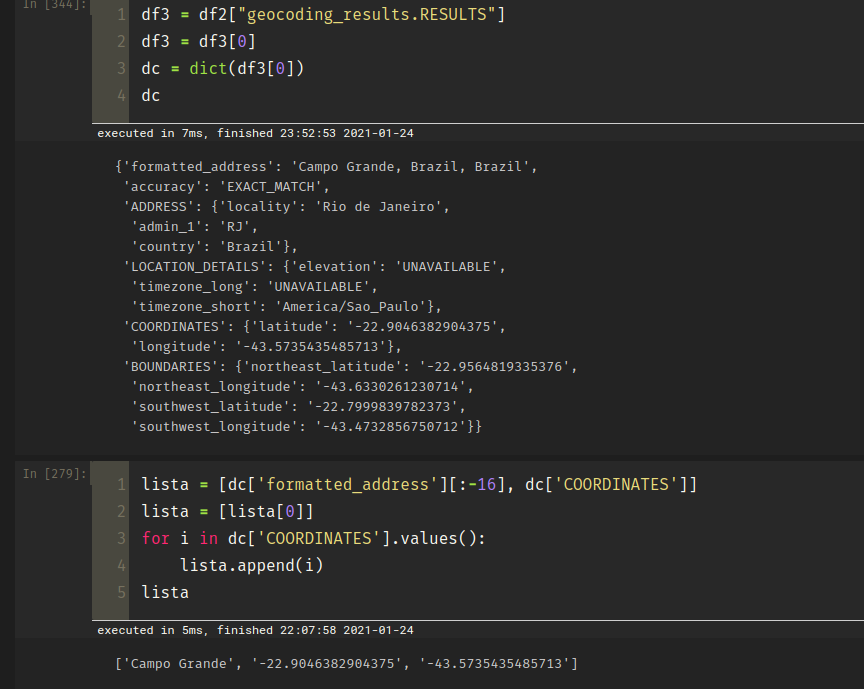 In [344]:
1 df3 = df2["geocoding_results.RESULTS"]
2 df3 = df3[0]
3 dc = dict(df3[0])
4 dc
executed in 7ms, finished 23:52:53 2021-01-24
{'formatted_address': 'Campo Grande, Brazil, Brazil',
'accuracy': 'EXACT_MATCH',
'ADDRESS': {'locality': 'Rio de Janeiro',
'admin_1': 'RJ',
'country': 'Brazil'},
'LOCATION_DETAILS': {'elevation': 'UNAVAILABLE',
'timezone_long': 'UNAVAILABLE',
'timezone_short': 'America/Sao_Paulo'},
'COORDINATES': {'latitude': '-22.9046382904375',
'longitude': '-43.5735435485713'},
'BOUNDARIES': {'northeast_latitude': '-22.9564819335376',
'northeast_longitude': '-43.6330261230714',
'southwest_latitude': '-22.7999839782373',
'southwest_longitude': '-43.4732856750712'}}
In [279]:
1 lista = [dc['formatted_address'][:-16], dc['COORDINATES']]
2 lista = [lista[0]]
3 for i in dc['COORDINATES'].values():
4 lista.append(i)
5 lista
executed in 5ms, finished 22:07:58 2021-01-24
['Campo Grande', '-22.9046382904375', '-43.5735435485713']